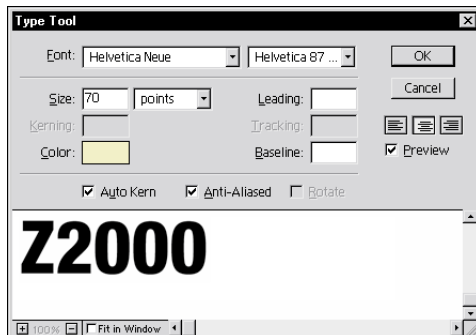 Type Tool
Font: Helvetica Neue Helvetica 87 ... OK
Size: 70 points Leading: Cancel
Kerning: Tracking:
Color: Baseline: Preview
Auto Kern Anti-Aliased Rotate
Z2000
100% Fit in Window